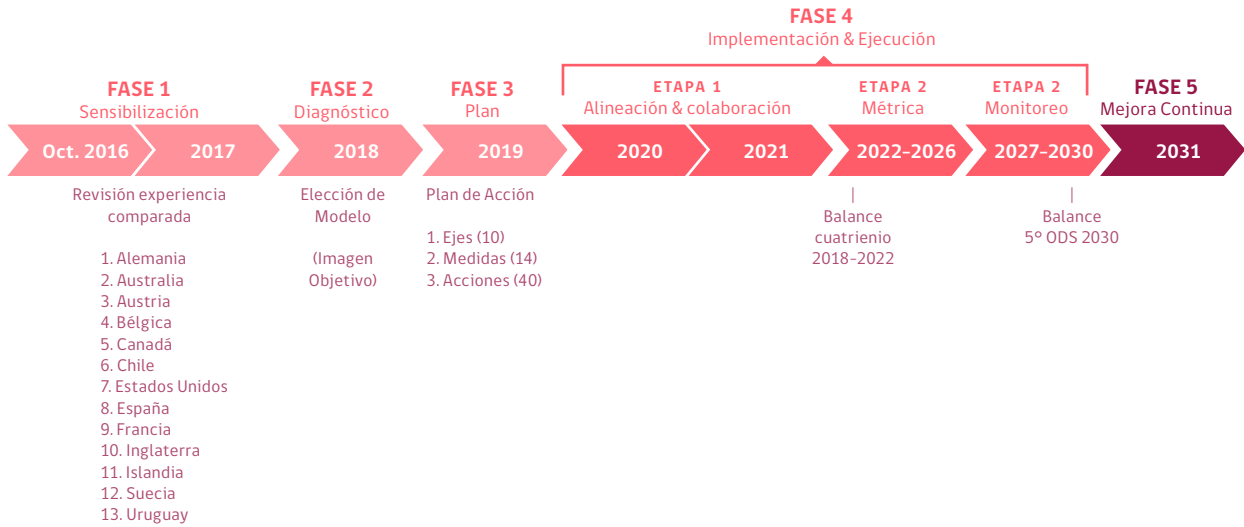 FASE 4
Implementación & Ejecución
FASE 1
Sensibilización
FASE 2
Diagnóstico
FASE 3
Plan
ETAPA 1
Alineación & colaboración
ETAPA 2
Métrica
ETAPA 2
Monitoreo
FASE 5
Mejora Continua
Oct. 2016
2017
2018
2019
2020
2021
2022-2026
2027-2030
2031
Revisión experiencia
comparada
1. Alemania
2. Australia
3. Austria
4. Bélgica
5. Canadá
6. Chile
7. Estados Unidos
8. España
9. Francia
10. Inglaterra
11. Islandia
12. Suecia
13. Uruguay
Elección de
Modelo
(Imagen
Objetivo)
Plan de Acción
1. Ejes (10)
2. Medidas (14)
3. Acciones (40)
Balance
cuatrienio
2018-2022
Balance
5º ODS 2030